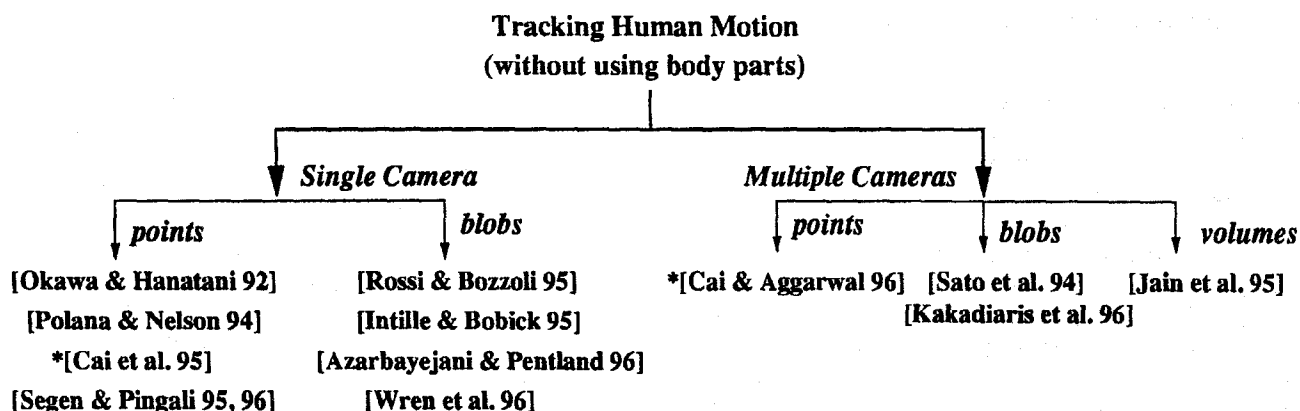 Tracking Human Motion
(without using body parts)
Single Camera
Multiple Cameras
points
blobs
points
blobs
volumes
[Okawa & Hanatani 92]
[Polana & Nelson 94]
*[Cai et al. 95]
[Segen & Pingali 95, 96]
[Rossi & Bozzoli 95]
[Intille & Bobick 95]
[Azarbayejani & Pentland 96]
[Wren et al. 96]
*[Cai & Aggarwal 96]
[Sato et al. 94]
[Kakadiaris et al. 96]
[Jain et al. 95]